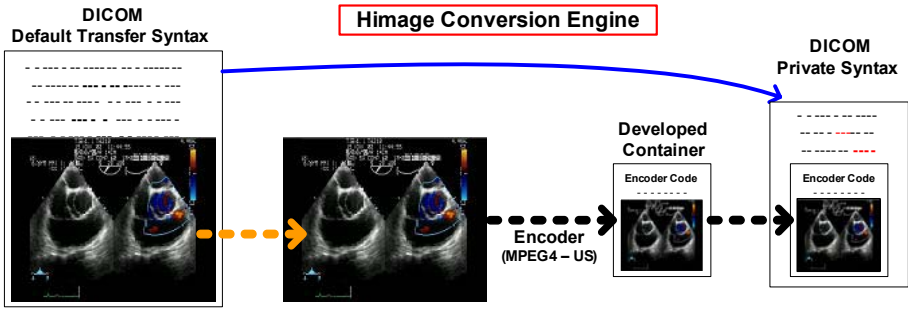 Himage Conversion Engine
DICOM
Default Transfer Syntax
DICOM
Private Syntax
Developed
Container
Encoder Code
Encoder Code
Encoder
(MPEG4 – US)